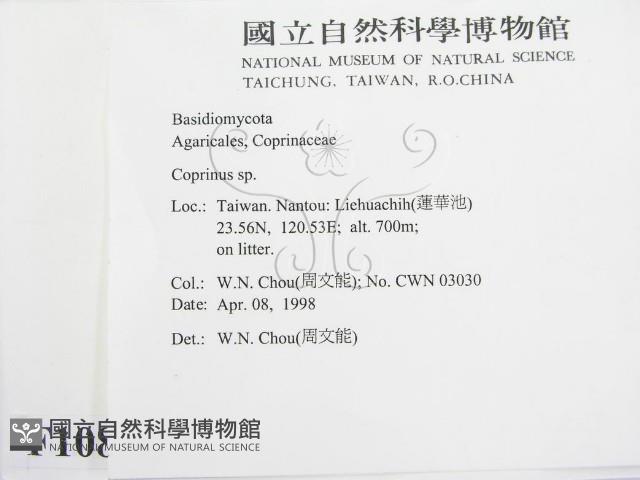 國立自然科學博物館
NATIONAL MUSEUM OF NATURAL SCIENCE
TAICHUNG, TAIWAN, R.O.CHINA
Basidiomycota
Agaricales, Coprinaceae
Coprinus sp.
Loc.: Taiwan. Nantou: Liehuachih(蓮華池)
23.56N, 120.53E; alt. 700m;
on litter.
Col.: W.N. Chou(周文能); No. CWN 03030
Date: Apr. 08, 1998
Det.: W.N. Chou(周文能)
國立自然科學博物館
NATIONAL MUSEUM OF NATURAL SCIENCE